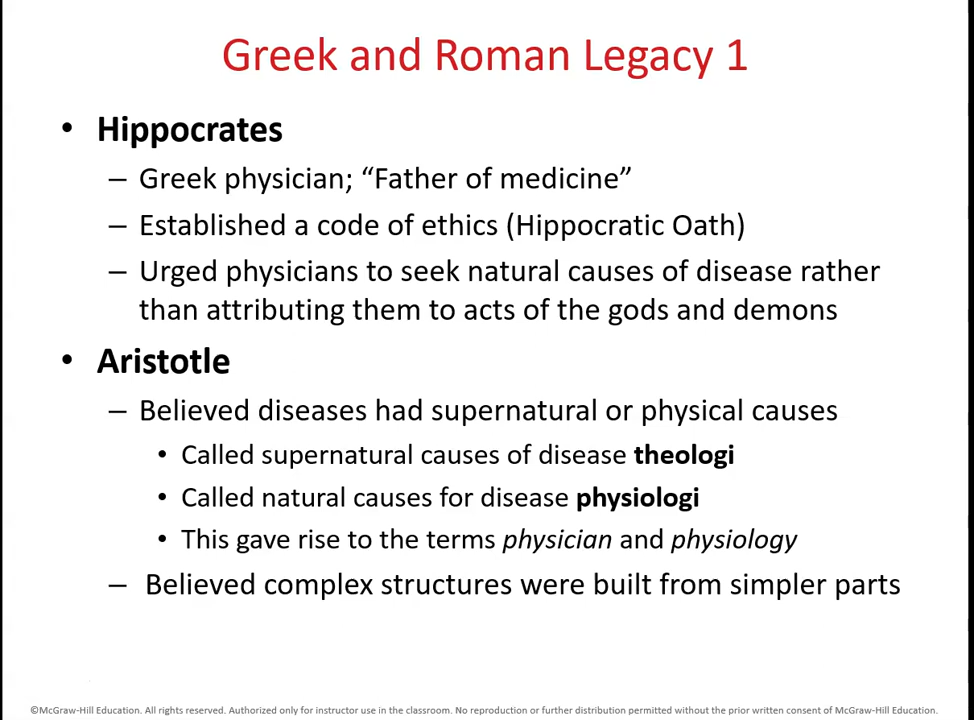 Greek and Roman Legacy 1
• Hippocrates
– Greek physician; “Father of medicine”
– Established a code of ethics (Hippocratic Oath)
– Urged physicians to seek natural causes of disease rather
than attributing them to acts of the gods and demons
• Aristotle
– Believed diseases had supernatural or physical causes
• Called supernatural causes of disease theologi
• Called natural causes for disease physiologi
• This gave rise to the terms physician and physiology
– Believed complex structures were built from simpler parts
©McGraw-Hill Education. All rights reserved. Authorized only for instructor use in the classroom. No reproduction or further distribution permitted without the prior written consent of McGraw-Hill Education.